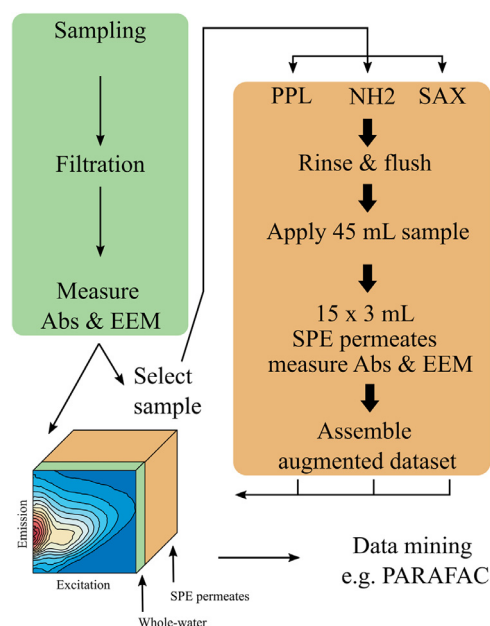 Sampling
Filtration
Measure
Abs & EEM
Select
sample
PPL NH2 SAX
Rinse & flush
Apply 45 mL sample
15 x 3 mL
SPE permeates
measure Abs & EEM
Assemble
augmented dataset
Emission
Excitation
SPE permeates
Whole-water
Data mining
e.g. PARAFAC